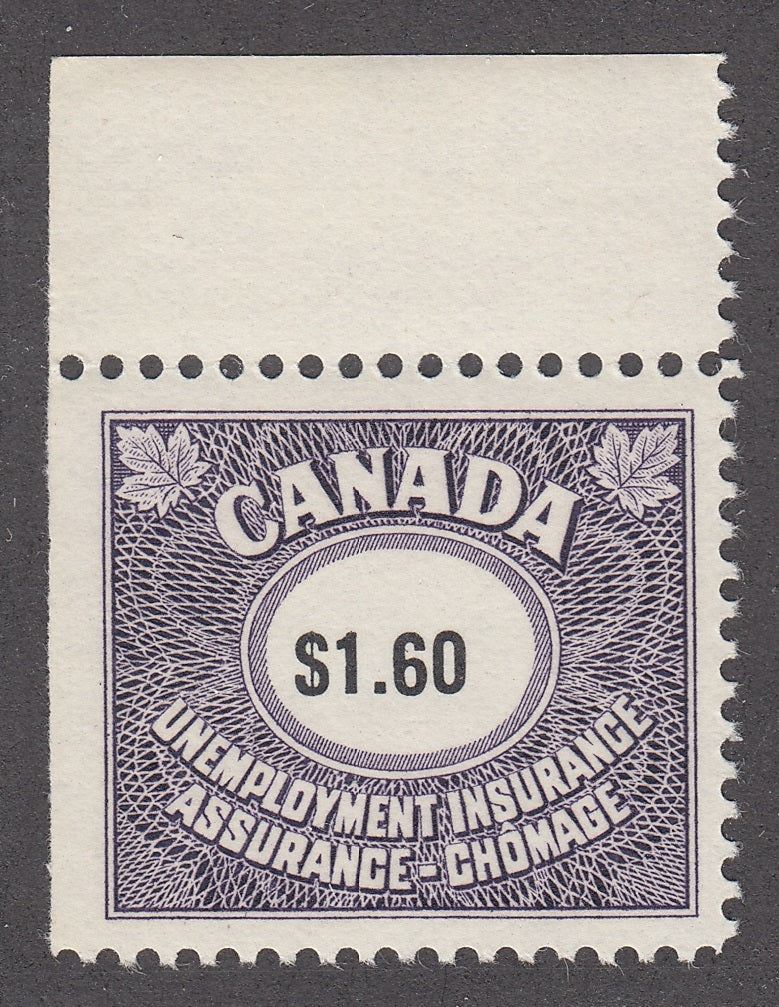 CANADA
$1.60
UNEMPLOYMENT INSURANCE
ASSURANCE - CHÔMAGE